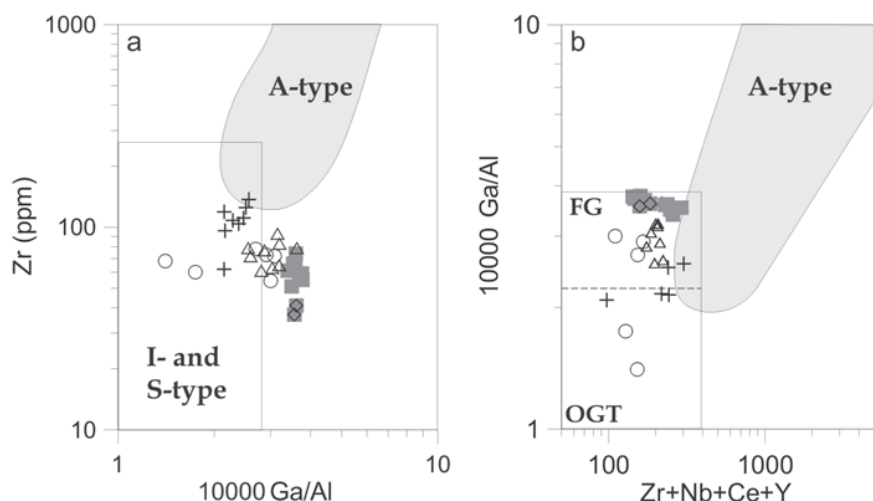 a
1000
100
10
Zr (ppm)
A-type
I- and
S-type
1
10
10000 Ga/Al
b
10
1
10000 Ga/Al
A-type
FG
OGT
100
1000
Zr+Nb+Ce+Y